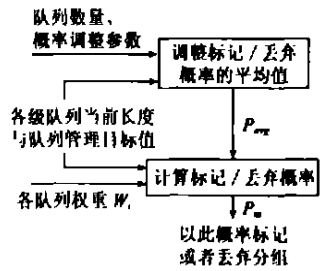 队列数量、
概率调整参数
调整标记／丢弃
概率的平均值
各级队列当前长度
与队列管理目标值
Pavg
计算标记／丢弃概率
各队列权重 Wi
Pm
以此概率标记
或者丢弃分组